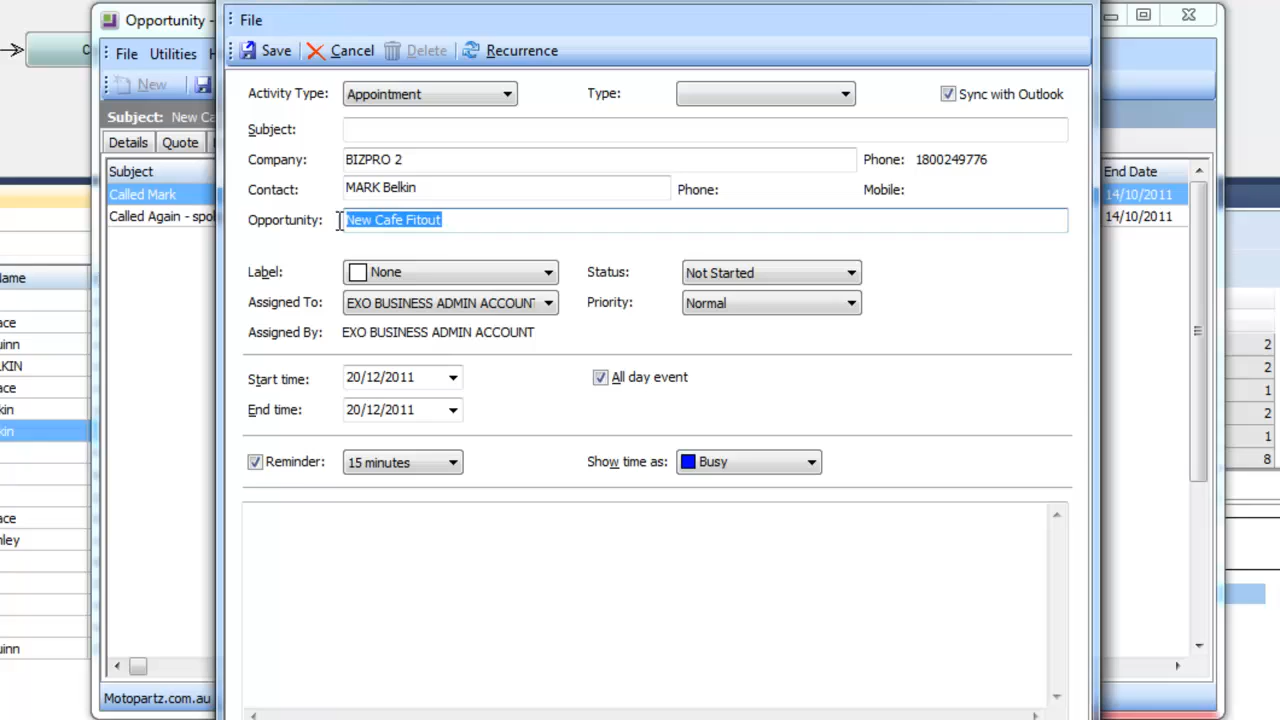 Opportunity -
File
File Utilities
Save Cancel Delete Recurrence
New
Activity Type: Appointment Type: Sync with Outlook
Subject: New Ca
Subject:
Details Quote
Company: BIZPRO 2 Phone: 1800249776
Subject End Date
Contact: MARK Belkin Phone: Mobile:
Called Mark 14/10/2011
Called Again - spol 14/10/2011
Opportunity: New Cafe Fitout
Label: None Status: Not Started
Assigned To: EXO BUSINESS ADMIN ACCOUNT Priority: Normal
Assigned By: EXO BUSINESS ADMIN ACCOUNT
Start time: 20/12/2011 All day event
End time: 20/12/2011
Reminder: 15 minutes Show time as: Busy
ame
ace
uinn
LKIN
ace
kin
kin
ace
nley
uinn
2
2
1
2
1
8
Motopartz.com.au